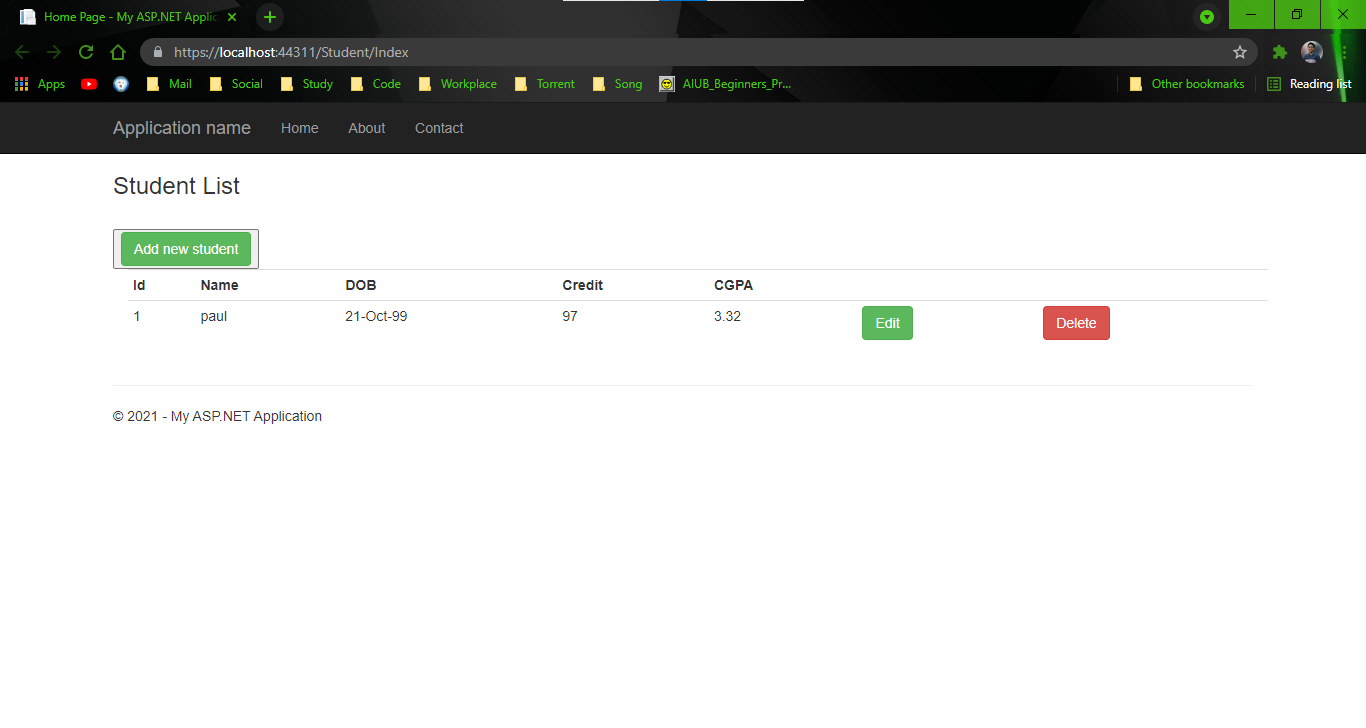 Home Page - My ASP.NET Applic
https://localhost:44311/Student/Index
Apps Mail Social Study Code Workplace Torrent Song AIUB_Beginners_Pr... Other bookmarks Reading list
Application name Home About Contact
Student List
Add new student
Id Name DOB Credit CGPA
1 paul 21-Oct-99 97 3.32 Edit Delete
© 2021 - My ASP.NET Application